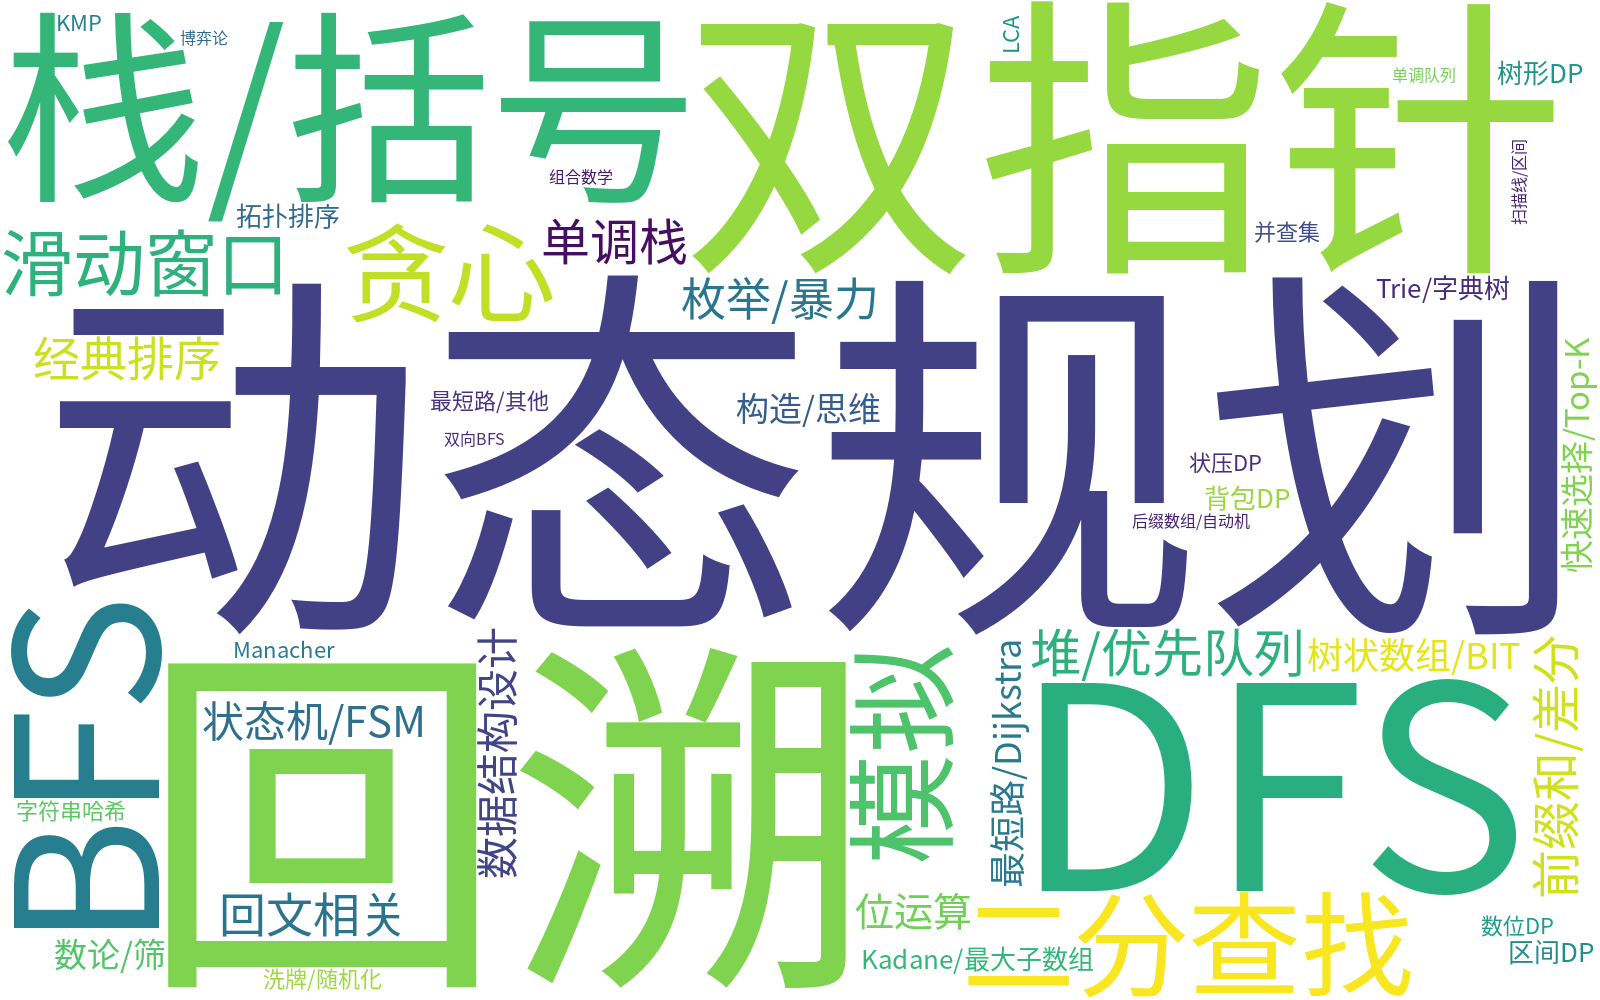 KMP
博弈论
LCA
栈/括号
双指针
单调队列
树形DP
扫描线/区间
组合数学
拓扑排序
并查集
滑动窗口
贪心
单调栈
枚举/暴力
Trie/字典树
动态规划
经典排序
最短路/其他
双向BFS
构造/思维
状压DP
背包DP
后缀数组/自动机
快速选择/Top-K
BFS
Manacher
回溯
状态机/FSM
数据结构设计
模拟
最短路/Dijkstra
堆/优先队列
树状数组/BIT
前缀和/差分
DFS
字符串哈希
回文相关
数论/筛
洗牌/随机化
位运算
二分查找
Kadane/最大子数组
数位DP
区间DP